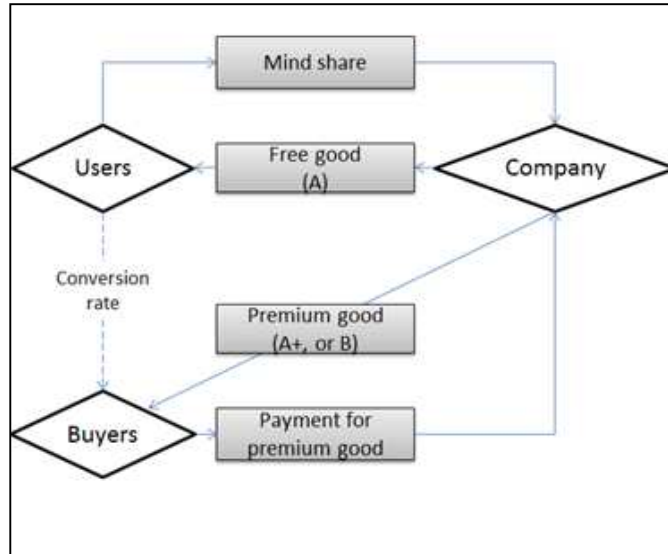 Mind share
Users
Free good
(A)
Company
Conversion
rate
Premium good
(A+, or B)
Buyers
Payment for
premium good